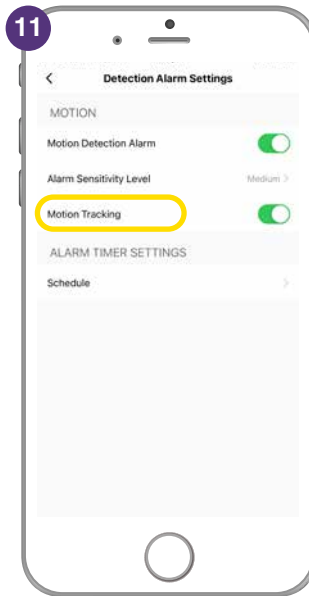 11
Detection Alarm Settings
MOTION
Motion Detection Alarm
Alarm Sensitivity Level Medium
Motion Tracking
ALARM TIMER SETTINGS
Schedule